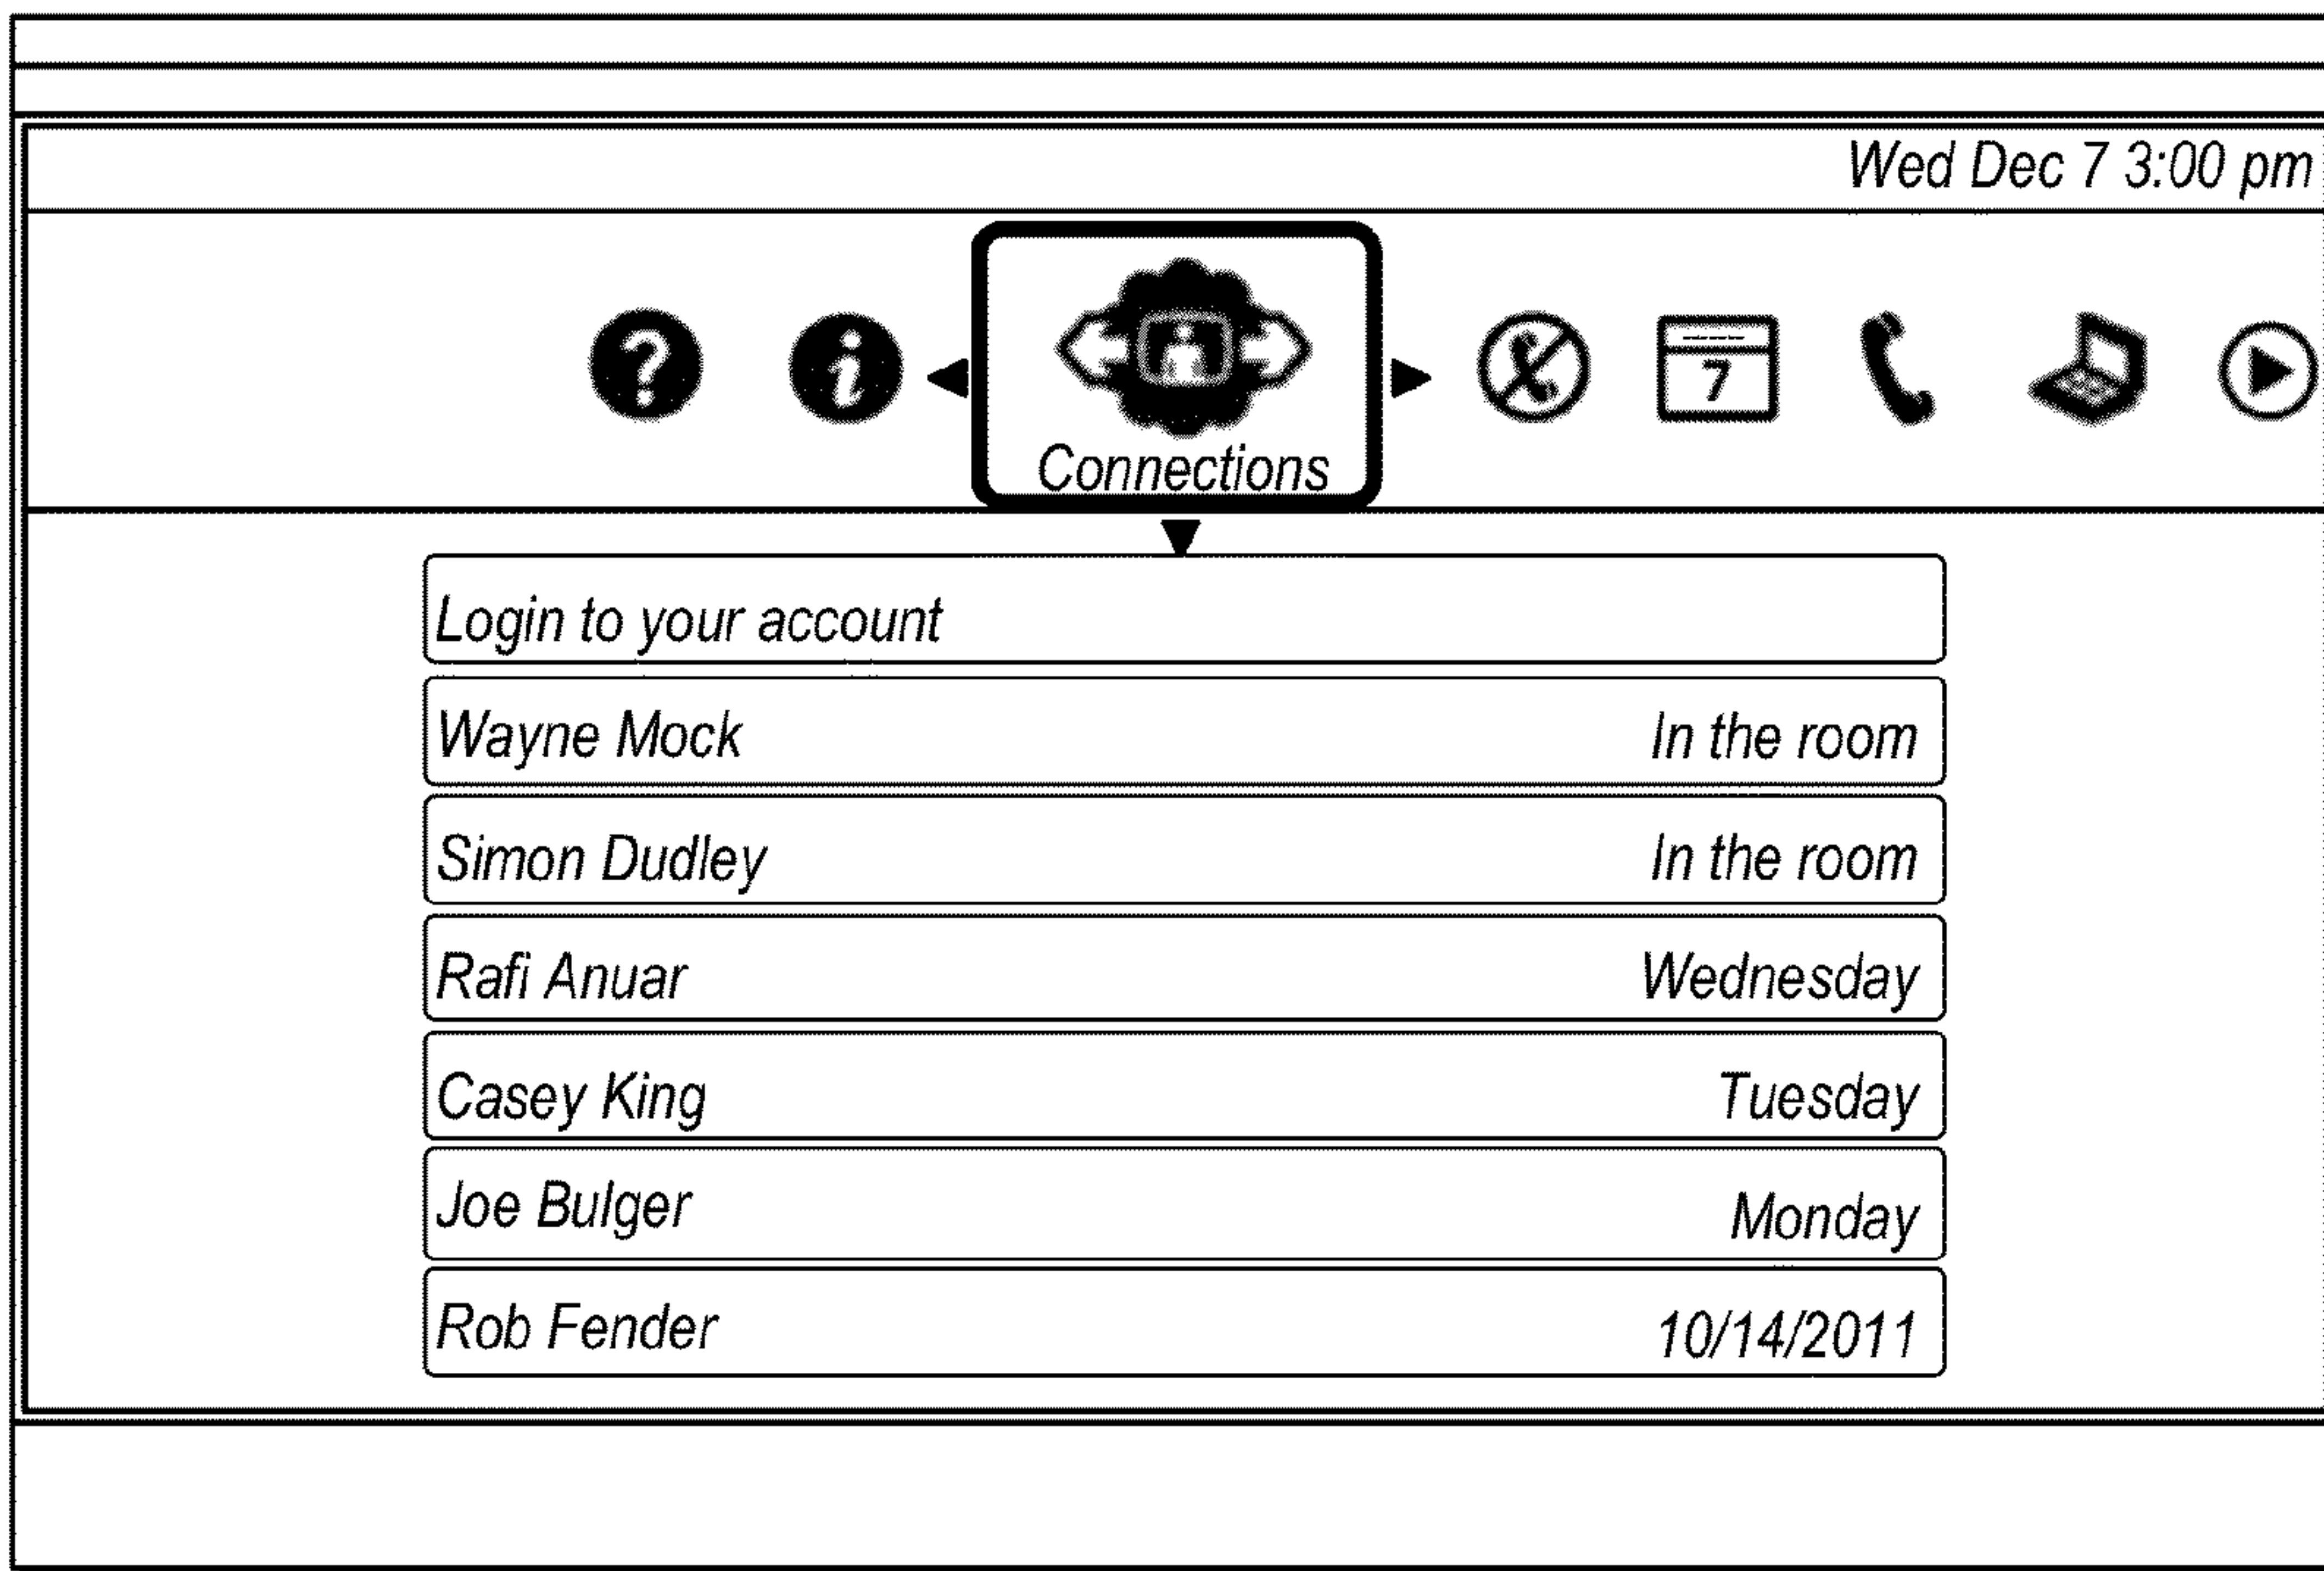 Wed Dec 7 3:00 pm
?
i
7
Connections
Login to your account
Wayne Mock In the room
Simon Dudley In the room
Rafi Anuar Wednesday
Casey King Tuesday
Joe Bulger Monday
Rob Fender 10/14/2011